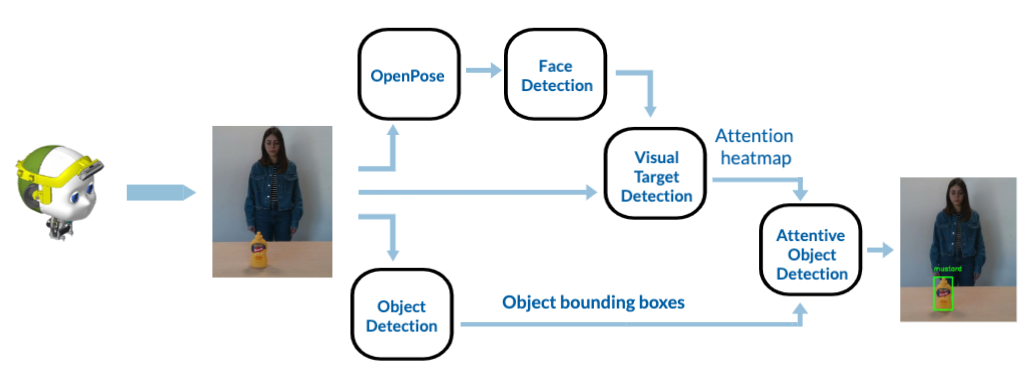 OpenPose
Face
Detection
Visual
Target
Detection
Attention
heatmap
Attentive
Object
Detection
Object
Detection
Object bounding boxes
mustard